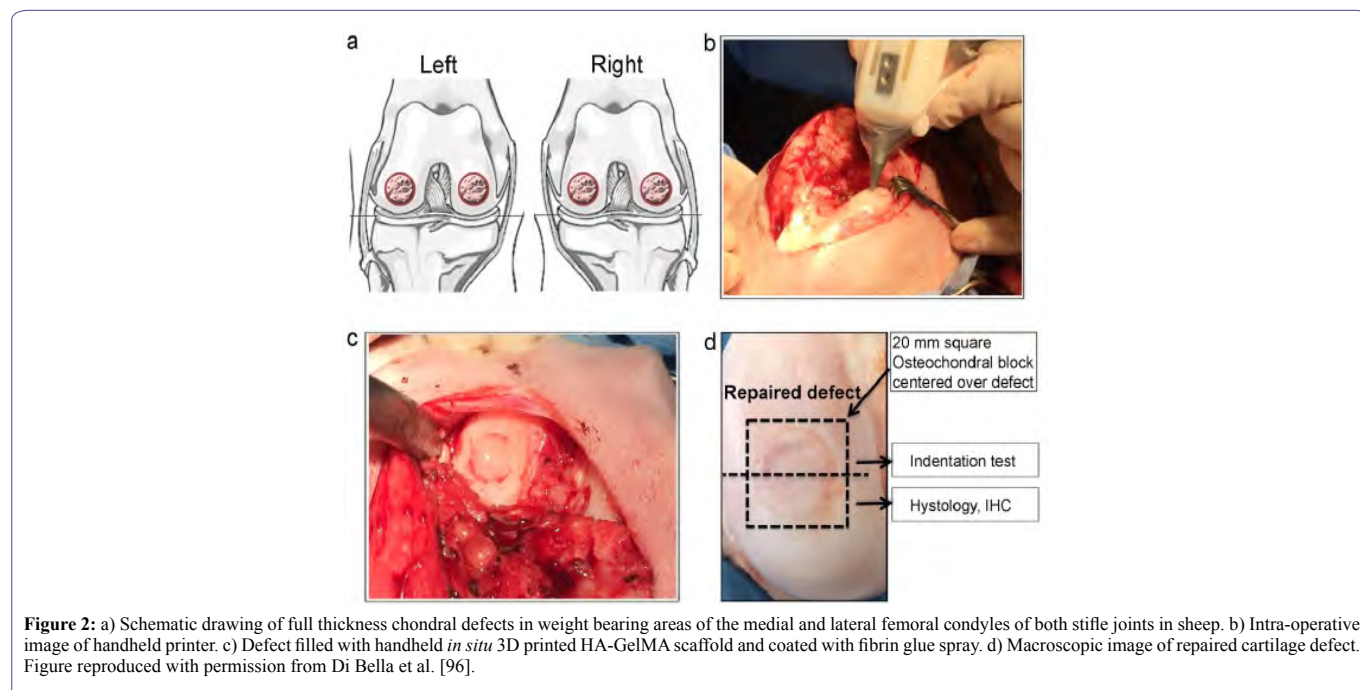 a
Left Right
b
c
d
20 mm square
Osteochondral block
centered over defect
Repaired defect
Indentation test
Hystology, IHC
Figure 2: a) Schematic drawing of full thickness chondral defects in weight bearing areas of the medial and lateral femoral condyles of both stifle joints in sheep. b) Intra-operative
image of handheld printer. c) Defect filled with handheld in situ 3D printed HA-GelMA scaffold and coated with fibrin glue spray. d) Macroscopic image of repaired cartilage defect.
Figure reproduced with permission from Di Bella et al. [96].